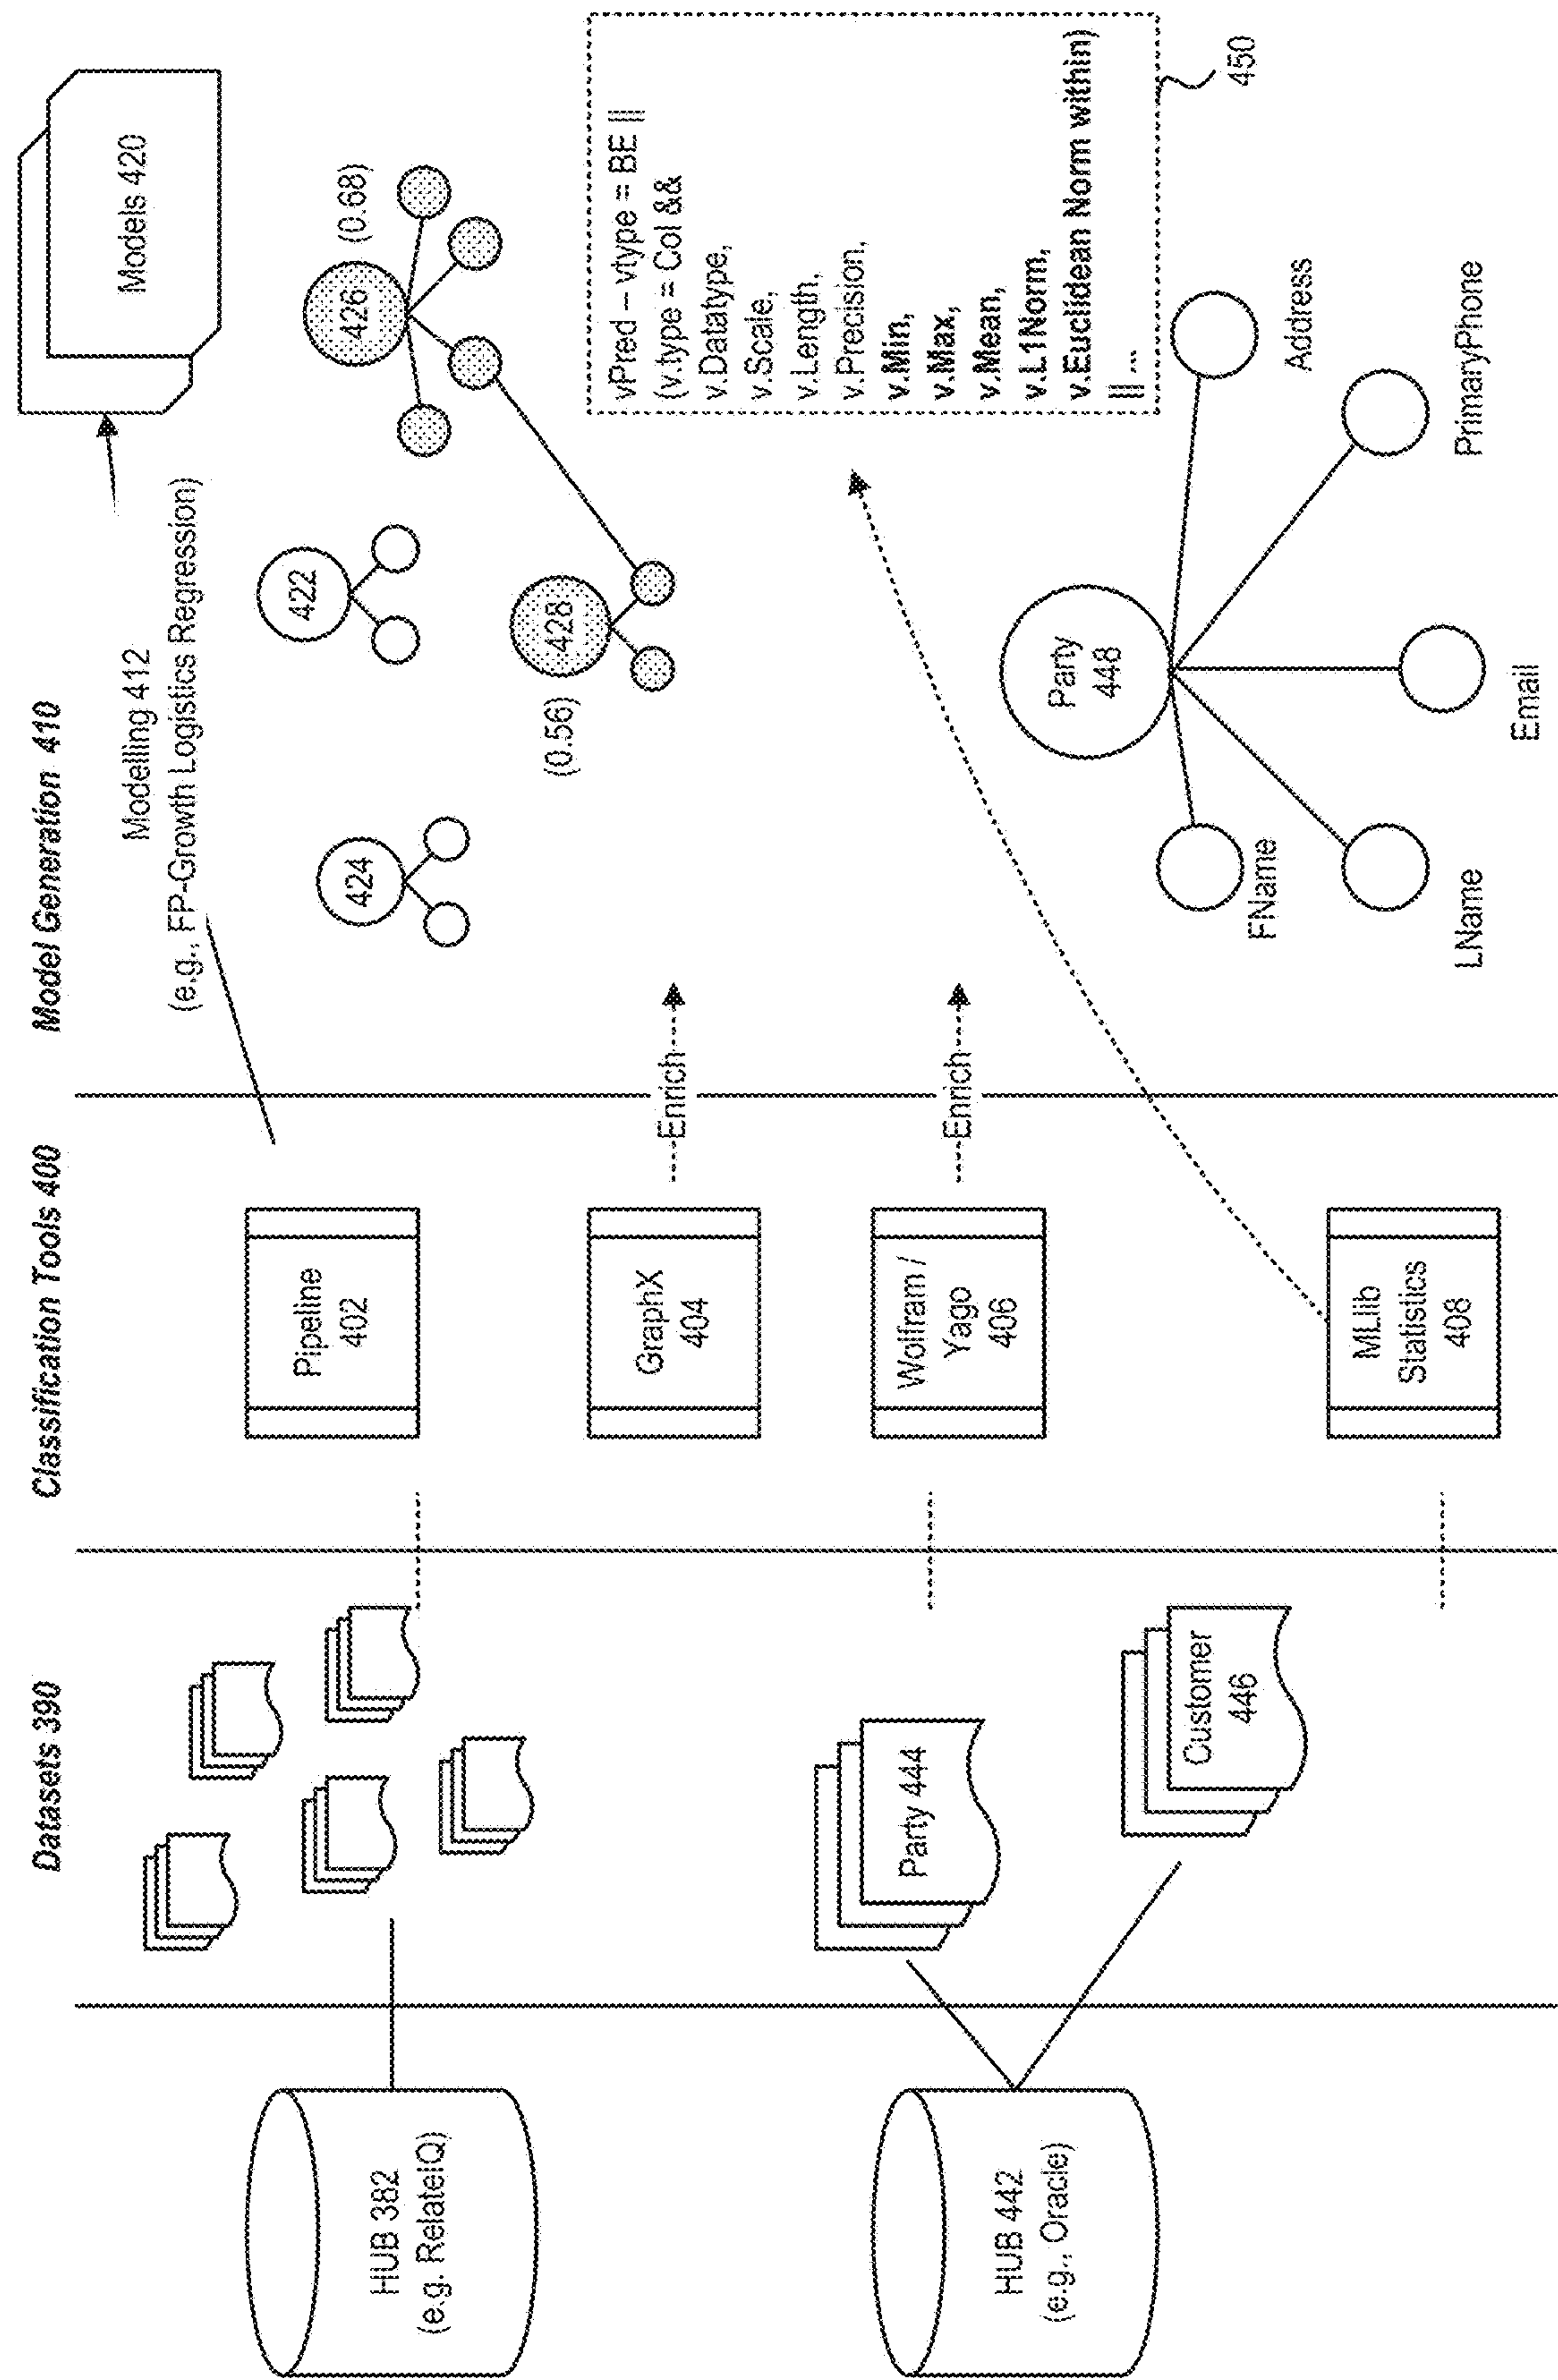 Datasets 390
Classification Tools 400
Model Generation 410
HUB 382
(e.g. RelateIQ)
HUB 442
(e.g., Oracle)
Party 444
Customer
446
Pipeline
402
GraphX
404
Wolfram /
Yago
406
MLlib
Statistics
408
Enrich
Enrich
Modelling 412
(e.g., FP-Growth Logistics Regression)
Models 420
424
422
426
(0.68)
428
(0.56)
vPred – vtype = BE ||
(v.type = Col &&
v.Datatype,
v.Scale,
v.Length,
v.Precision,
v.Min,
v.Max,
v.Mean,
v.L1Norm,
v.Euclidean Norm within)
|| ...
450
Party
448
FName
LName
Email
PrimaryPhone
Address